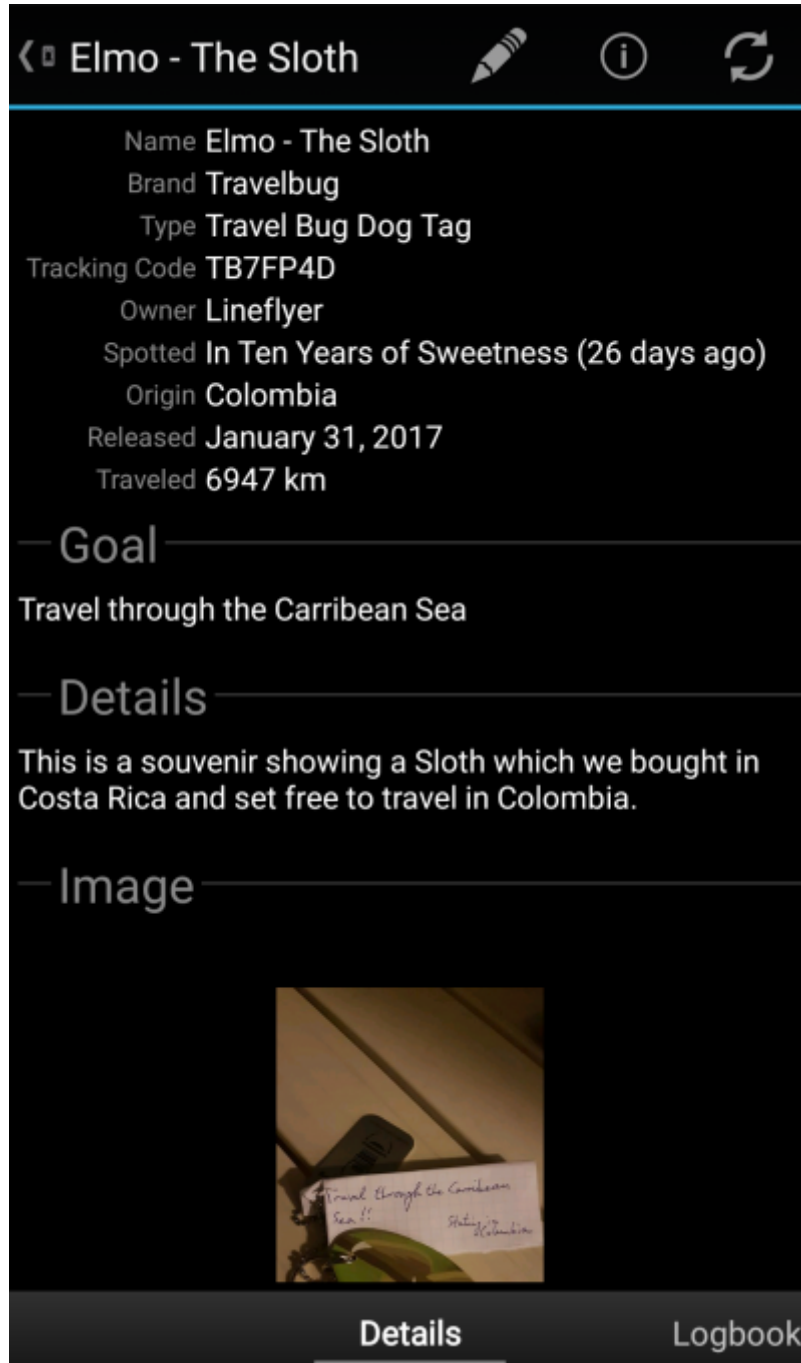 Elmo - The Sloth
Name Elmo - The Sloth
Brand Travelbug
Type Travel Bug Dog Tag
Tracking Code TB7FP4D
Owner Lineflyer
Spotted In Ten Years of Sweetness (26 days ago)
Origin Colombia
Released January 31, 2017
Traveled 6947 km
Goal
Travel through the Carribean Sea
Details
This is a souvenir showing a Sloth which we bought in
Costa Rica and set free to travel in Colombia.
Image
Travel through the Carribean
Sea !!
Details Logbook